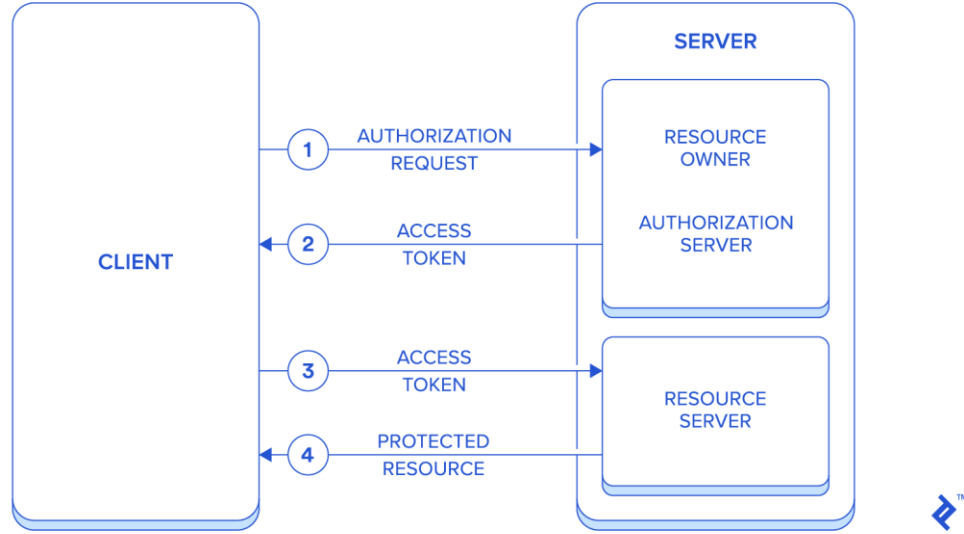 SERVER
CLIENT
1
AUTHORIZATION
REQUEST
RESOURCE
OWNER
2
ACCESS
TOKEN
AUTHORIZATION
SERVER
3
ACCESS
TOKEN
RESOURCE
SERVER
4
PROTECTED
RESOURCE
TM